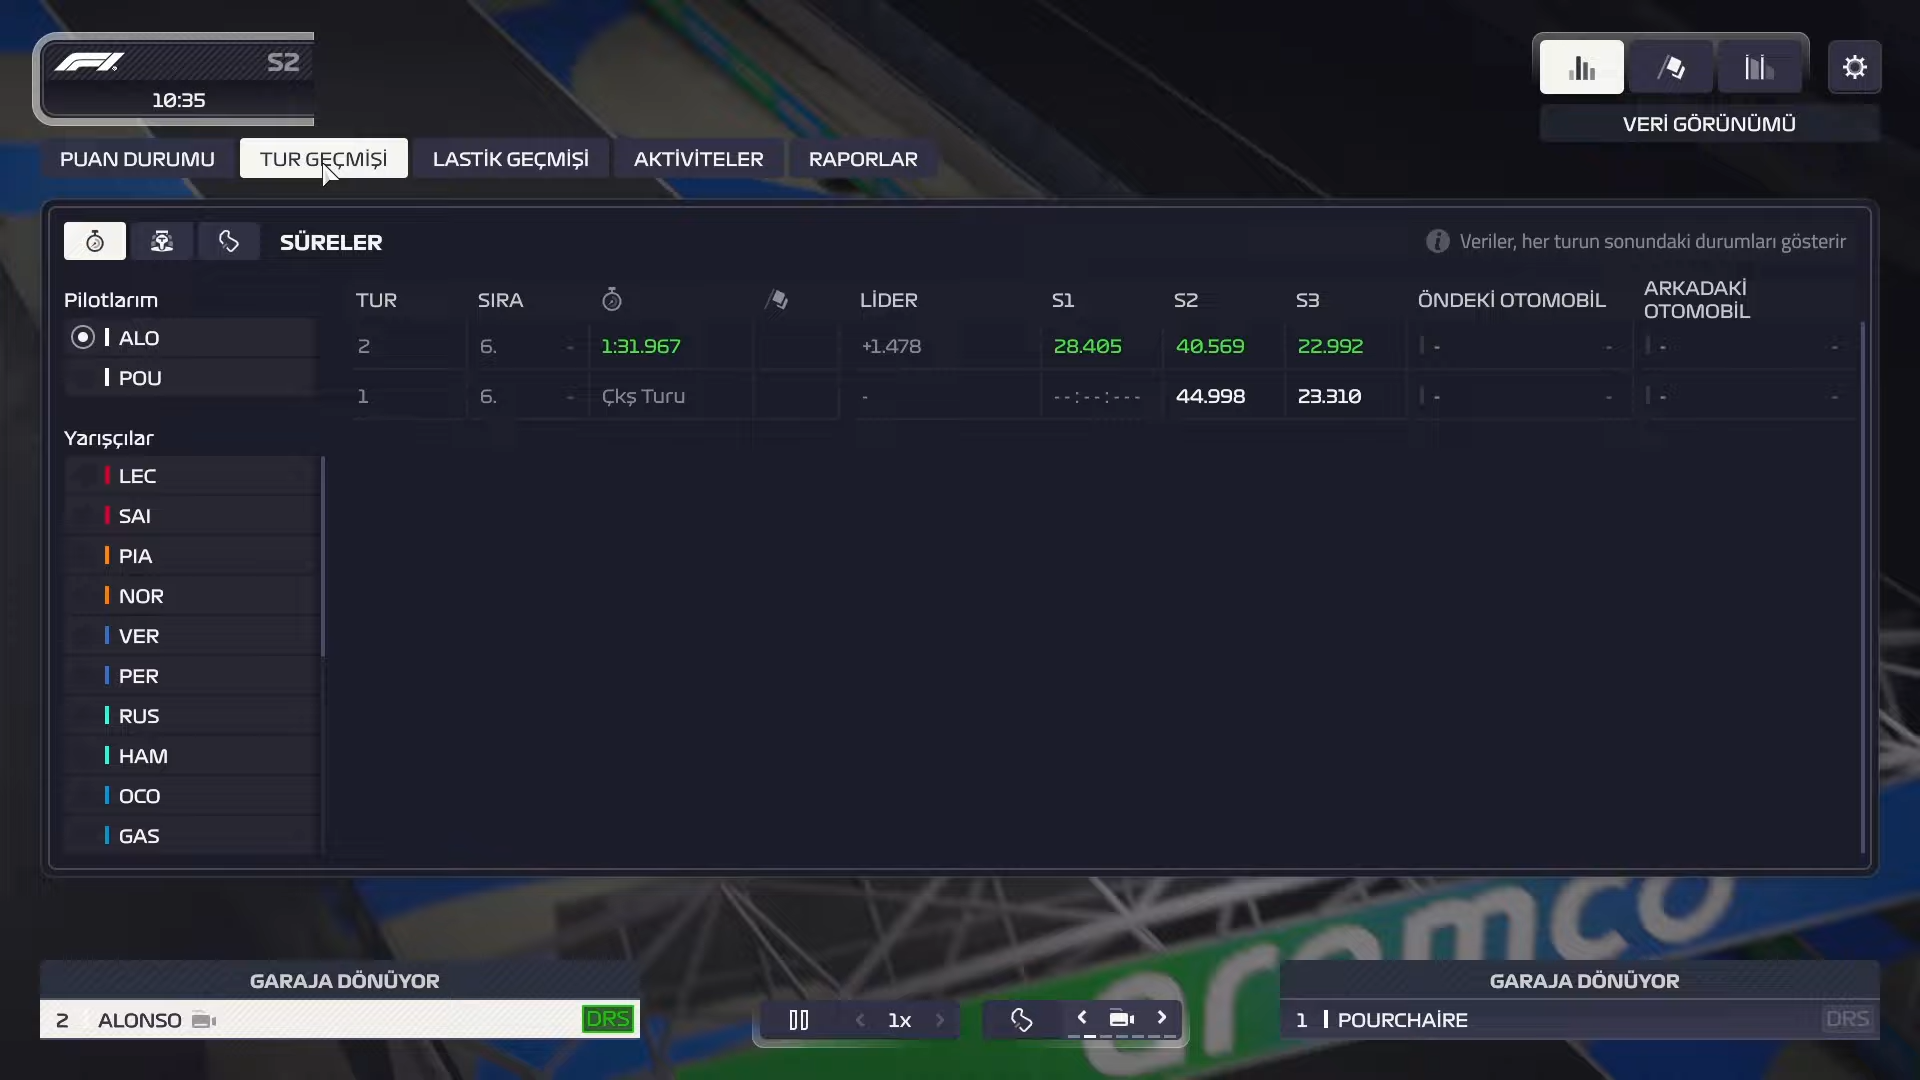 F1 S2
10:35
VERİ GÖRÜNÜMÜ
PUAN DURUMU TUR GEÇMİŞİ LASTİK GEÇMİŞİ AKTİVİTELER RAPORLAR
SÜRELER
Veriler, her turun sonundaki durumları gösterir
Pilotlarım
ALO
POU
Yarışçılar
LEC
SAI
PIA
NOR
VER
PER
RUS
HAM
OCO
GAS
TUR SIRA LİDER S1 S2 S3 ÖNDEKİ OTOMOBİL ARKADAKİ OTOMOBİL
2 6. - 1:31.967 +1.478 28.405 40.569 22.992 - - - -
1 6. - Çkş Turu - --:--:--- 44.998 23.310 - - - -
aramco
GARAJA DÖNÜYOR
2 ALONSO DRS
1x
GARAJA DÖNÜYOR
1 POURCHAİRE DRS